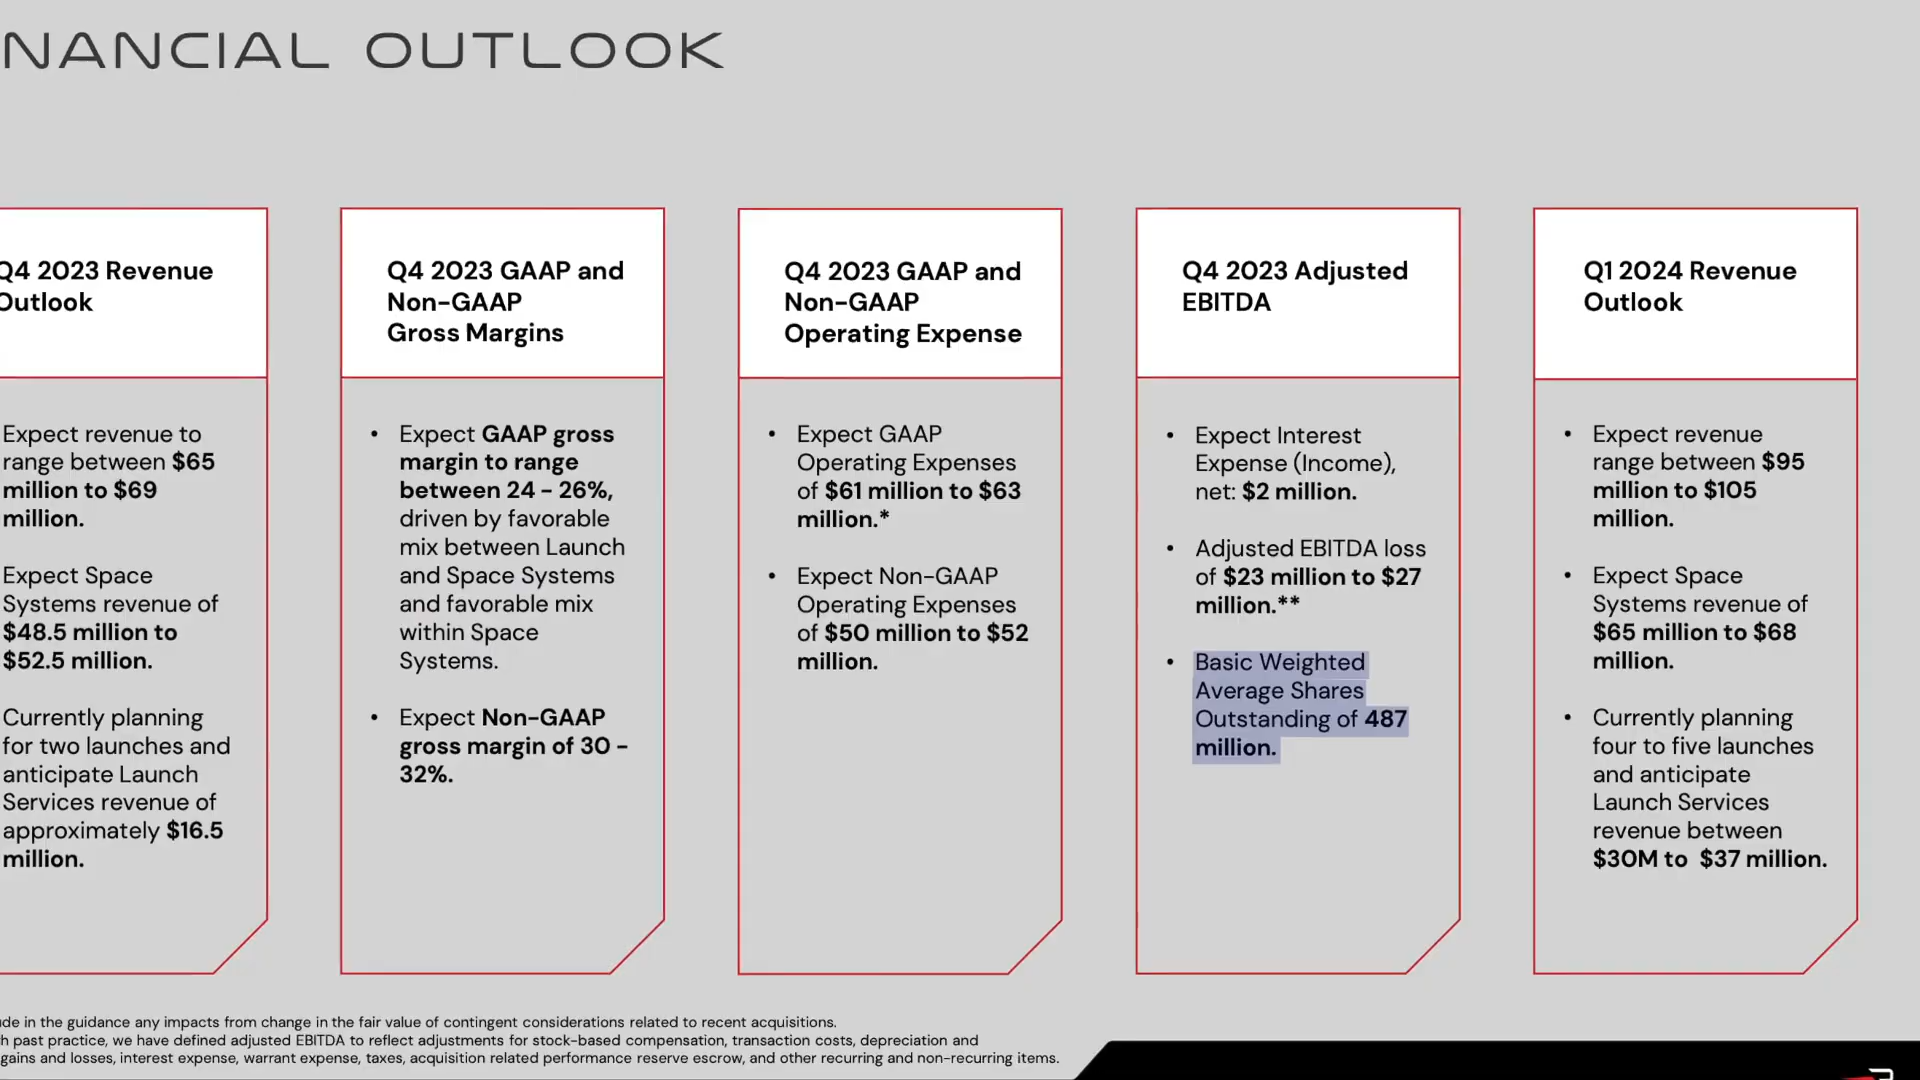 NANCIAL OUTLOOK
Q4 2023 Revenue
Outlook
Expect revenue to
range between $65
million to $69
million.
Expect Space
Systems revenue of
$48.5 million to
$52.5 million.
Currently planning
for two launches and
anticipate Launch
Services revenue of
approximately $16.5
million.
Q4 2023 GAAP and
Non-GAAP
Gross Margins
• Expect GAAP gross
margin to range
between 24 – 26%,
driven by favorable
mix between Launch
and Space Systems
and favorable mix
within Space
Systems.
• Expect Non-GAAP
gross margin of 30 –
32%.
Q4 2023 GAAP and
Non-GAAP
Operating Expense
• Expect GAAP
Operating Expenses
of $61 million to $63
million.*
• Expect Non-GAAP
Operating Expenses
of $50 million to $52
million.
Q4 2023 Adjusted
EBITDA
• Expect Interest
Expense (Income),
net: $2 million.
• Adjusted EBITDA loss
of $23 million to $27
million.**
• Basic Weighted
Average Shares
Outstanding of 487
million.
Q1 2024 Revenue
Outlook
• Expect revenue
range between $95
million to $105
million.
• Expect Space
Systems revenue of
$65 million to $68
million.
• Currently planning
four to five launches
and anticipate
Launch Services
revenue between
$30M to $37 million.
ude in the guidance any impacts from change in the fair value of contingent considerations related to recent acquisitions.
h past practice, we have defined adjusted EBITDA to reflect adjustments for stock-based compensation, transaction costs, depreciation and
gains and losses, interest expense, warrant expense, taxes, acquisition related performance reserve escrow, and other recurring and non-recurring items.